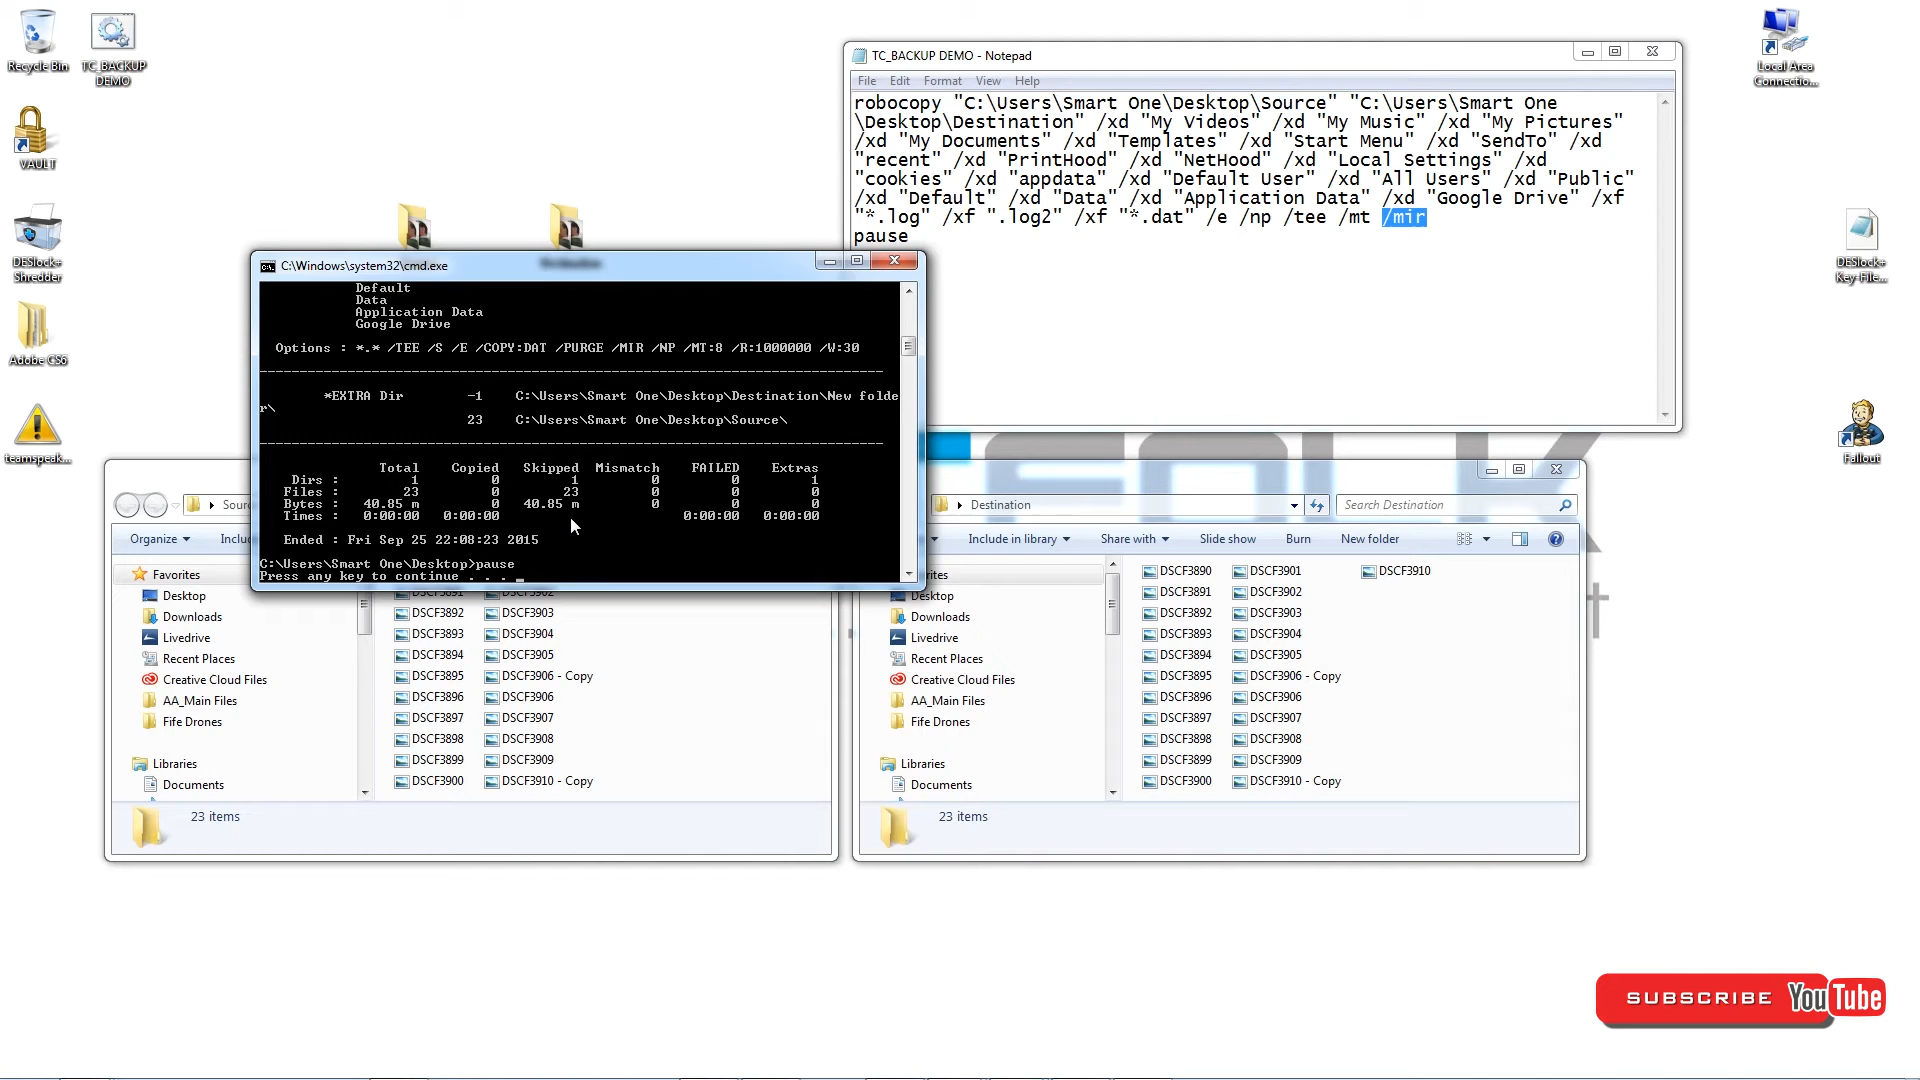 Recycle Bin
TC_BACKUP
DEMO
VAULT
DESlock+
Shredder
Adobe CS6
teamspeak...
Local Area
Connectio...
DESlock+
Key-File...
Fallout
TC_BACKUP DEMO - Notepad
File Edit Format View Help
robocopy "C:\Users\Smart One\Desktop\Source" "C:\Users\Smart One
\Desktop\Destination" /xd "My Videos" /xd "My Music" /xd "My Pictures"
/xd "My Documents" /xd "Templates" /xd "Start Menu" /xd "SendTo" /xd
"recent" /xd "PrintHood" /xd "NetHood" /xd "Local Settings" /xd
"cookies" /xd "appdata" /xd "Default User" /xd "All Users" /xd "Public"
/xd "Default" /xd "Data" /xd "Application Data" /xd "Google Drive" /xf
"*.log" /xf ".log2" /xf "*.dat" /e /np /tee /mt /mir
pause
C:\Windows\system32\cmd.exe
Default
Data
Application Data
Google Drive
Options : *.* /TEE /S /E /COPY:DAT /PURGE /MIR /NP /MT:8 /R:1000000 /W:30
*EXTRA Dir -1 C:\Users\Smart One\Desktop\Destination\New folde
r\
23 C:\Users\Smart One\Desktop\Source\
Total Copied Skipped Mismatch FAILED Extras
Dirs : 1 0 1 0 0 1
Files : 23 0 23 0 0 0
Bytes : 40.85 m 0 40.85 m 0 0 0
Times : 0:00:00 0:00:00 0:00:00 0:00:00
Ended : Fri Sep 25 22:08:23 2015
C:\Users\Smart One\Desktop>pause
Press any key to continue . . . _
Organize
Favorites
Desktop
Downloads
Livedrive
Recent Places
Creative Cloud Files
AA_Main Files
Fife Drones
Libraries
Documents
DSCF3891 DSCF3902
DSCF3892 DSCF3903
DSCF3893 DSCF3904
DSCF3894 DSCF3905
DSCF3895 DSCF3906 - Copy
DSCF3896 DSCF3906
DSCF3897 DSCF3907
DSCF3898 DSCF3908
DSCF3899 DSCF3909
DSCF3900 DSCF3910 - Copy
23 items
Destination
Search Destination
Include in library Share with Slide show Burn New folder
Desktop
Downloads
Livedrive
Recent Places
Creative Cloud Files
AA_Main Files
Fife Drones
Libraries
Documents
DSCF3890 DSCF3901 DSCF3910
DSCF3891 DSCF3902
DSCF3892 DSCF3903
DSCF3893 DSCF3904
DSCF3894 DSCF3905
DSCF3895 DSCF3906 - Copy
DSCF3896 DSCF3906
DSCF3897 DSCF3907
DSCF3898 DSCF3908
DSCF3899 DSCF3909
DSCF3900 DSCF3910 - Copy
23 items
SUBSCRIBE YouTube